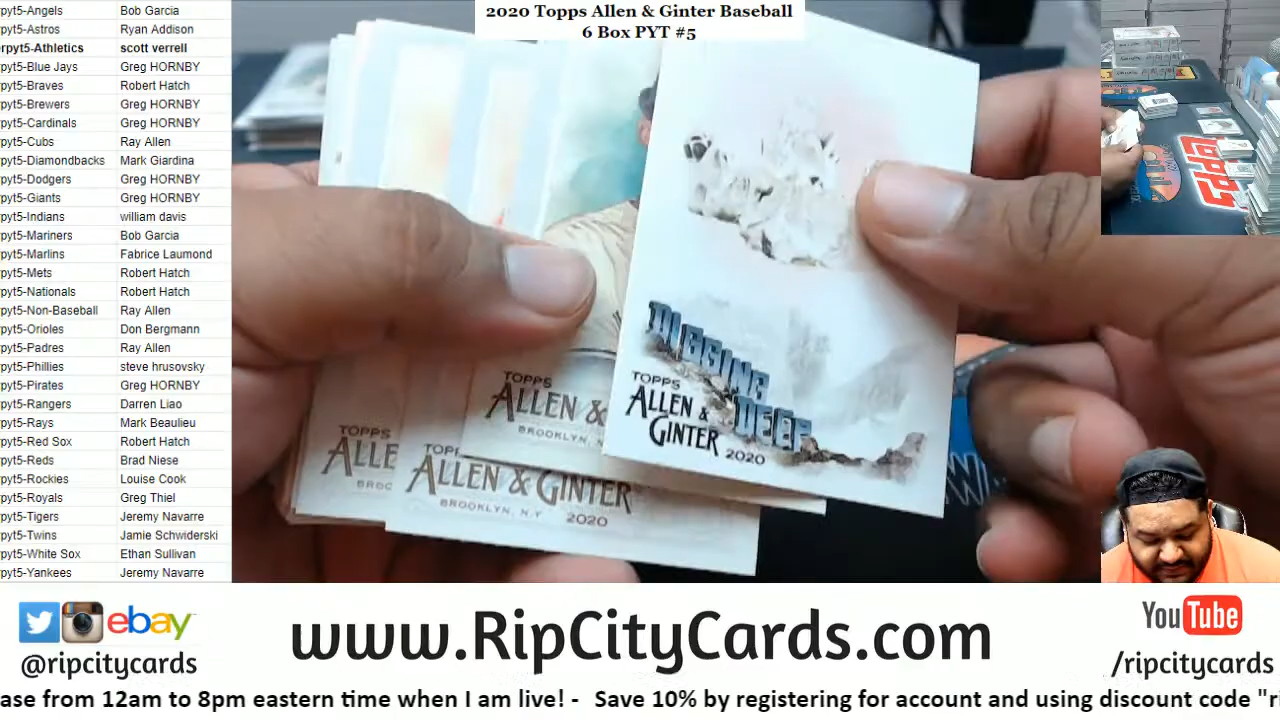 2020 Topps Allen & Ginter Baseball
6 Box PYT #5
pyt5-Angels Bob Garcia
pyt5-Astros Ryan Addison
rpyt5-Athletics scott verrell
pyt5-Blue Jays Greg HORNBY
pyt5-Braves Robert Hatch
pyt5-Brewers Greg HORNBY
pyt5-Cardinals Greg HORNBY
pyt5-Cubs Ray Allen
pyt5-Diamondbacks Mark Giardina
pyt5-Dodgers Greg HORNBY
pyt5-Giants Greg HORNBY
pyt5-Indians william davis
pyt5-Mariners Bob Garcia
pyt5-Marlins Fabrice Laumond
pyt5-Mets Robert Hatch
pyt5-Nationals Robert Hatch
pyt5-Non-Baseball Ray Allen
pyt5-Orioles Don Bergmann
pyt5-Padres Ray Allen
pyt5-Phillies steve hrusovsky
pyt5-Pirates Greg HORNBY
pyt5-Rangers Darren Liao
pyt5-Rays Mark Beaulieu
pyt5-Red Sox Robert Hatch
pyt5-Reds Brad Niese
pyt5-Rockies Louise Cook
pyt5-Royals Greg Thiel
pyt5-Tigers Jeremy Navarre
pyt5-Twins Jamie Schwiderski
pyt5-White Sox Ethan Sullivan
pyt5-Yankees Jeremy Navarre
DIGGING
DEEP
TOPPS
ALLEN &
GINTER
2020
TOPPS
ALLEN &
BROOKLYN, N
TOPPS
ALLE
BROO
TOPP
ALLEN & GINTER
BROOKLYN, N.Y 2020
TOPPS
ebay
@ripcitycards
www.RipCityCards.com
YouTube
/ripcitycards
ase from 12am to 8pm eastern time when I am live! - Save 10% by registering for account and using discount code "ri